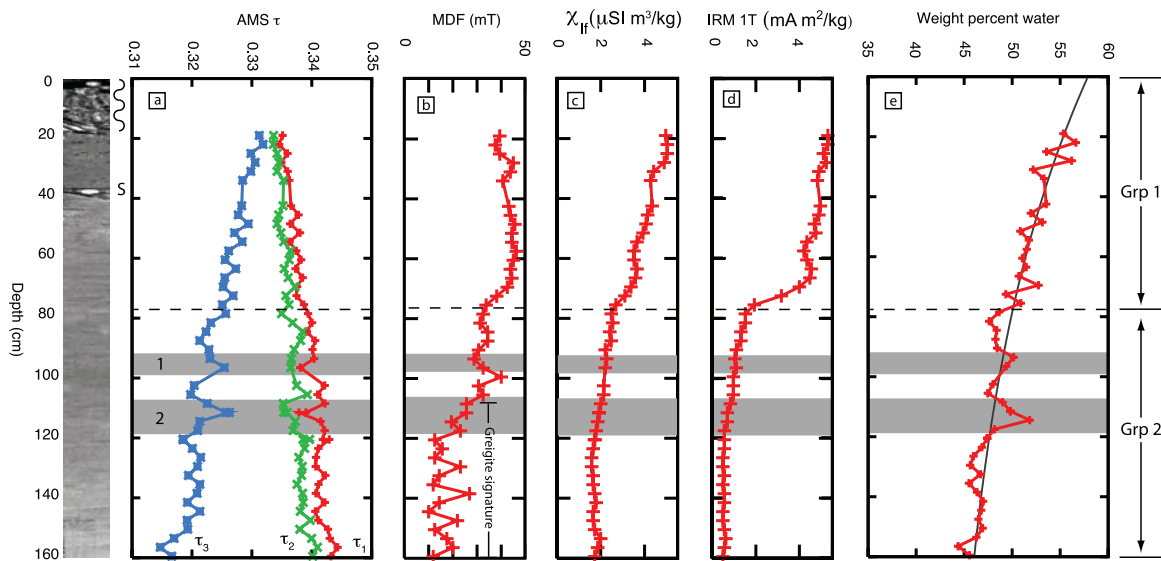 AMS τ
MDF (mT)
χlf (μSI m³/kg)
IRM 1T (mA m²/kg)
Weight percent water
0.31 0.32 0.33 0.34 0.35
0 50
0 2 4
0 2 4
35 40 45 50 55 60
Depth (cm)
0
20
40
60
80
100
120
140
160
S
a
b
c
d
e
1
2
τ3
τ2
τ1
Greigite signature
Grp 1
Grp 2